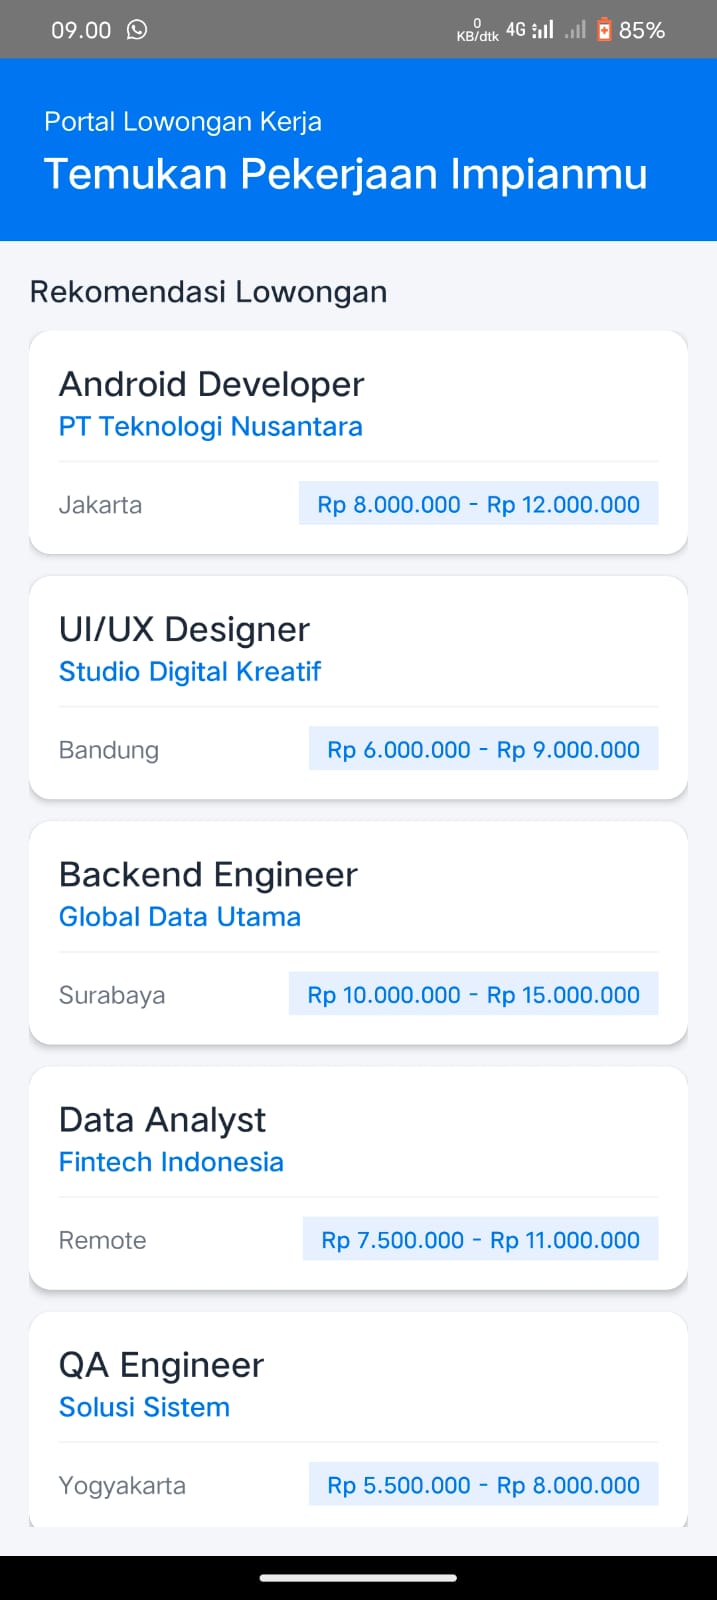 09.00
0
KB/dtk
4G
85%
Portal Lowongan Kerja
Temukan Pekerjaan Impianmu
Rekomendasi Lowongan
Android Developer
PT Teknologi Nusantara
Jakarta
Rp 8.000.000 - Rp 12.000.000
UI/UX Designer
Studio Digital Kreatif
Bandung
Rp 6.000.000 - Rp 9.000.000
Backend Engineer
Global Data Utama
Surabaya
Rp 10.000.000 - Rp 15.000.000
Data Analyst
Fintech Indonesia
Remote
Rp 7.500.000 - Rp 11.000.000
QA Engineer
Solusi Sistem
Yogyakarta
Rp 5.500.000 - Rp 8.000.000